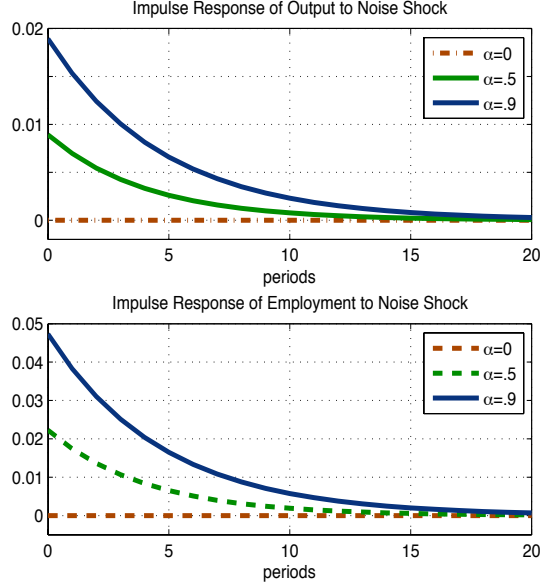 Impulse Response of Output to Noise Shock
0.02
0.01
0
α=0
α=.5
α=.9
0 5 10 15 20
periods
Impulse Response of Employment to Noise Shock
0.05
0.04
0.03
0.02
0.01
0
α=0
α=.5
α=.9
0 5 10 15 20
periods